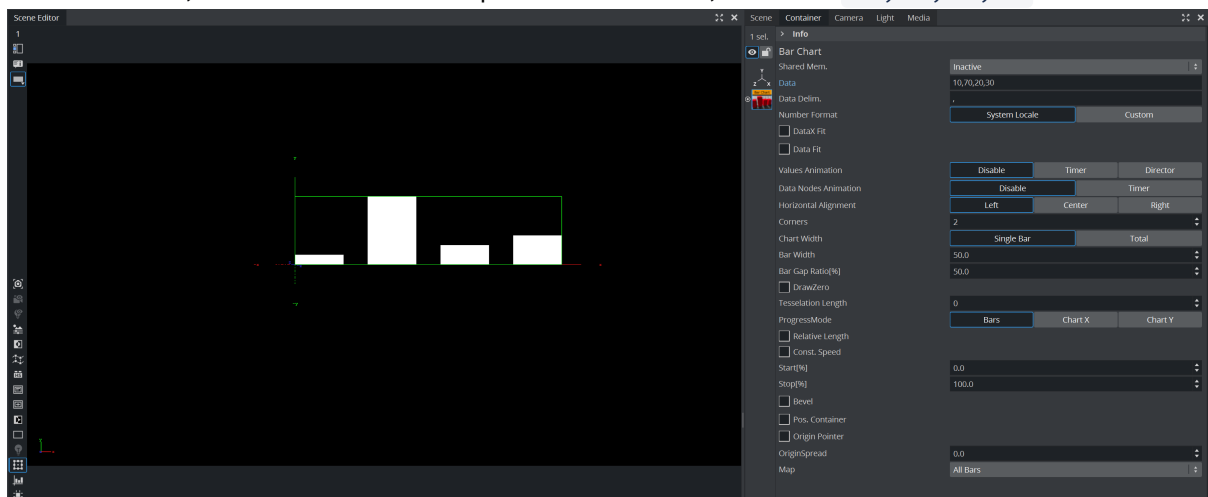 Scene Editor
1
Scene Container Camera Light Media
1 sel. > Info
Bar Chart
Shared Mem. Inactive
Data 10,70,20,30
Data Delim. ,
Number Format System Locale Custom
DataX Fit
Data Fit
Values Animation Disable Timer Director
Data Nodes Animation Disable Timer
Horizontal Alignment Left Center Right
Corners 2
Chart Width Single Bar Total
Bar Width 50.0
Bar Gap Ratio[%] 50.0
DrawZero
Tesselation Length 0
ProgressMode Bars Chart X Chart Y
Relative Length
Const. Speed
Start[%] 0.0
Stop[%] 100.0
Bevel
Pos. Container
Origin Pointer
OriginSpread 0.0
Map All Bars